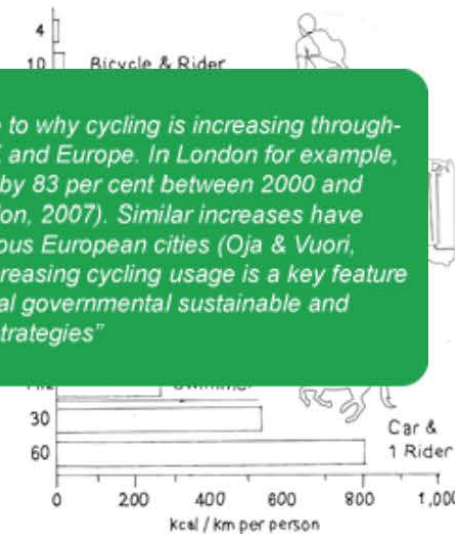 4
10 Bicycle & Rider
e to why cycling is increasing through-
and Europe. In London for example,
by 83 per cent between 2000 and
ion, 2007). Similar increases have
ous European cities (Oja & Vuori,
reasing cycling usage is a key feature
al governmental sustainable and
trategies”
Swimmer
30
Car &
60 1 Rider
0 200 400 600 800 1,000
kcal / km per person